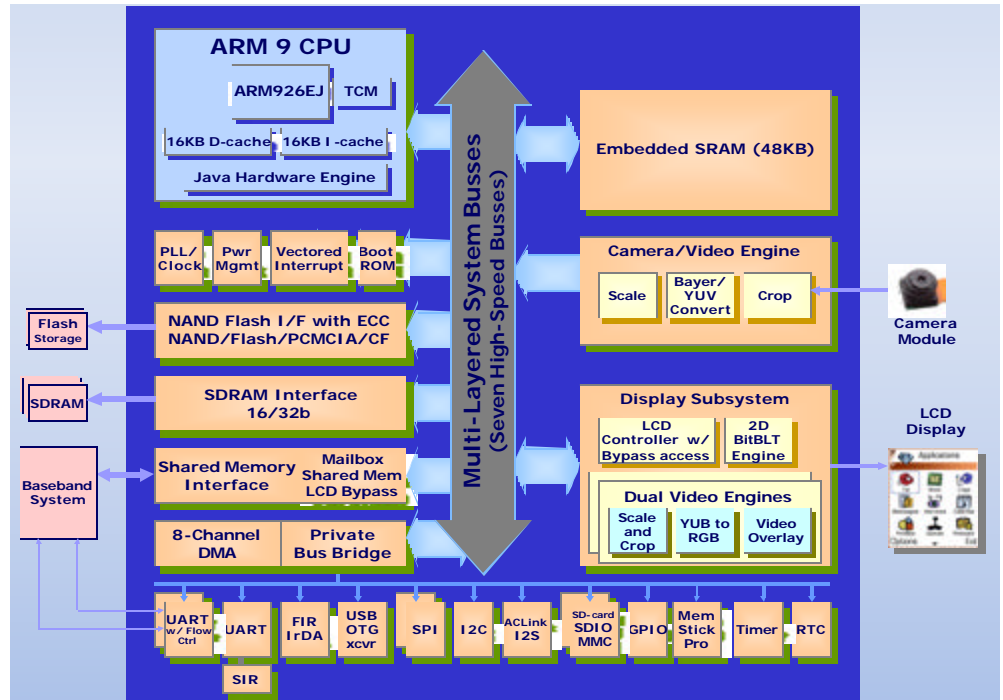 ARM 9 CPU
ARM926EJ
TCM
16KB D-cache
16KB I -cache
Java Hardware Engine
PLL/
Clock
Pwr
Mgmt
Vectored
Interrupt
Boot
ROM
NAND Flash I/F with ECC
NAND/Flash/PCMCIA/CF
SDRAM Interface
16/32b
Shared Memory
Interface
Mailbox
Shared Mem
LCD Bypass
8-Channel
DMA
Private
Bus Bridge
Flash
Storage
SDRAM
Baseband
System
Multi-Layered System Busses
(Seven High-Speed Busses)
Embedded SRAM (48KB)
Camera/Video Engine
Scale
Bayer/
YUV
Convert
Crop
Camera
Module
Display Subsystem
LCD
Controller w/
Bypass access
2D
BitBLT
Engine
Dual Video Engines
Scale
and
Crop
YUB to
RGB
Video
Overlay
LCD
Display
Applications
Options
Exit
UART
w/ Flow
Ctrl
UART
SIR
FIR
IrDA
USB
OTG
xcvr
SPI
I2C
ACLink
I2S
SD-card
SDIO
MMC
GPIO
Mem
Stick
Pro
Timer
RTC